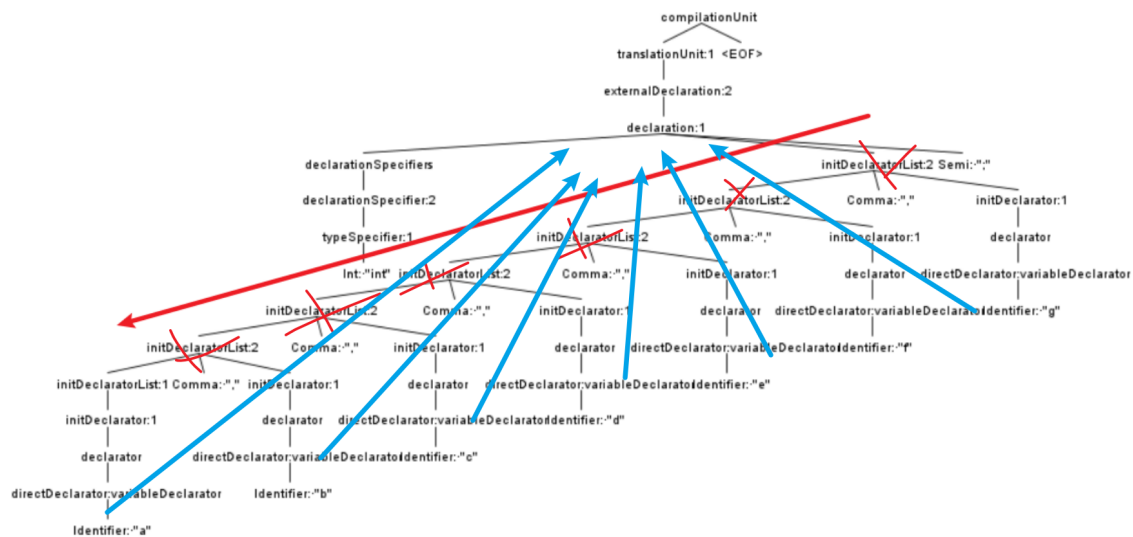 compilationUnit
translationUnit:1 <EOF>
externalDeclaration:2
declaration:1
declarationSpecifiers initDeclaratorList:2 Semi:·";"
declarationSpecifier:2 initDeclaratorList:2 Comma:·"," initDeclarator:1
typeSpecifier:1 initDeclaratorList:2 Comma:·"," initDeclarator:1 declarator
Int:·"int" initDeclaratorList:2 Comma:·"," initDeclarator:1 declarator directDeclarator:variableDeclarator
initDeclaratorList:2 Comma:·"," initDeclarator:1 declarator directDeclarator:variableDeclarator Identifier:·"g"
initDeclaratorList:2 Comma:·"," initDeclarator:1 declarator directDeclarator:variableDeclarator Identifier:·"f"
initDeclaratorList:1 Comma:·"," initDeclarator:1 declarator directDeclarator:variableDeclarator Identifier:·"e"
initDeclarator:1 declarator directDeclarator:variableDeclarator Identifier:·"d"
declarator directDeclarator:variableDeclarator Identifier:·"c"
directDeclarator:variableDeclarator Identifier:·"b"
Identifier:·"a"